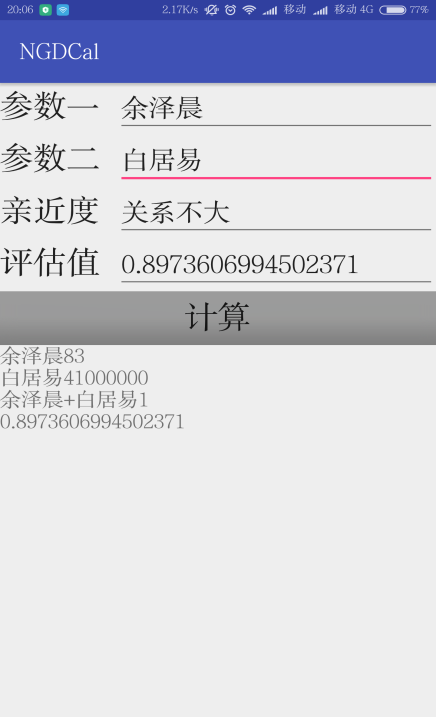 20:06 2.17K/s 移动 移动 4G 77%
NGDCal
参数一 余泽晨
参数二 白居易
亲近度 关系不大
评估值 0.8973606994502371
计算
余泽晨83
白居易41000000
余泽晨+白居易1
0.8973606994502371